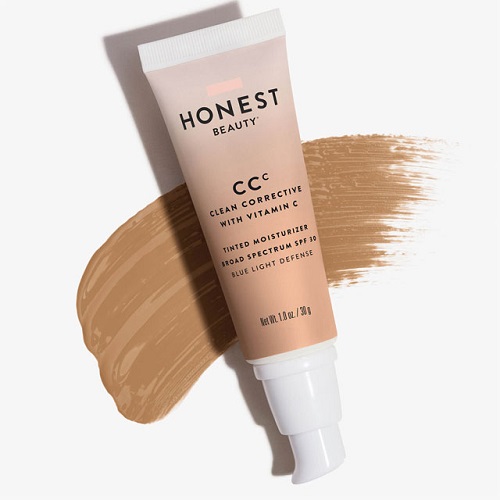 HONEST
BEAUTY
CCC
CLEAN CORRECTIVE
WITH VITAMIN C
TINTED MOISTURIZER
BROAD SPECTRUM SPF 30
BLUE LIGHT DEFENSE
Net Wt. 1.0 oz. / 30 g